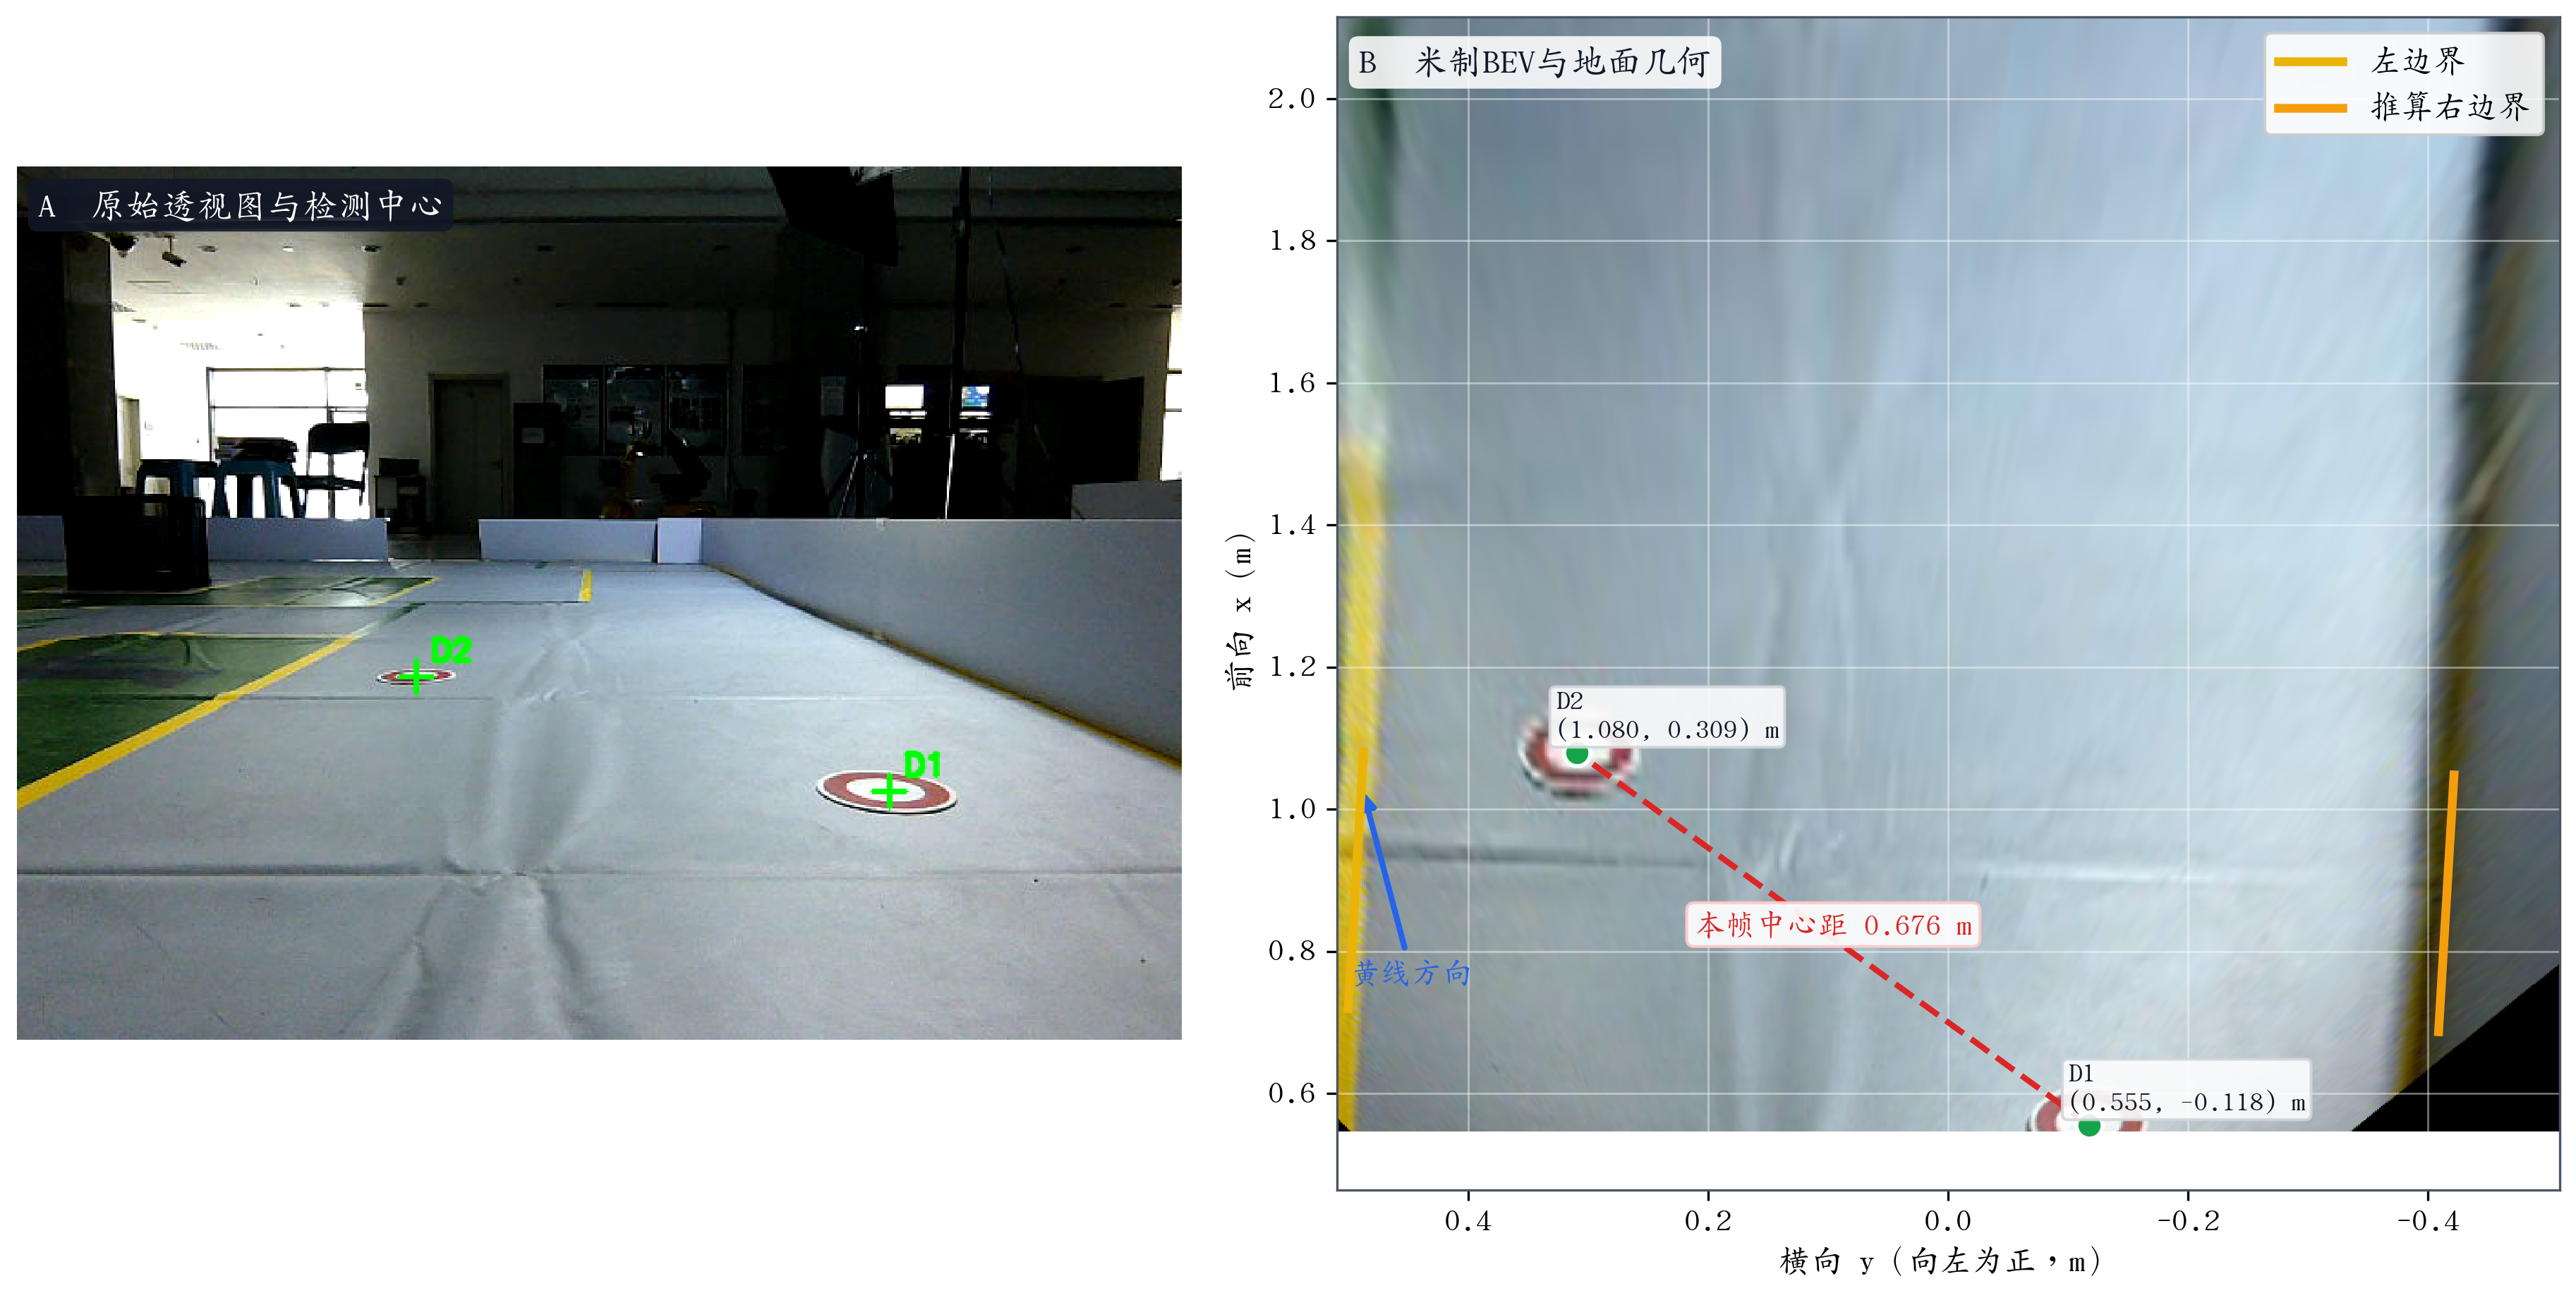 A 原始透视图与检测中心
D2
D1
B 米制BEV与地面几何
左边界
推算右边界
D2
(1.080, 0.309) m
本帧中心距 0.676 m
黄线方向
D1
(0.555, -0.118) m
前向 x (m)
2.0
1.8
1.6
1.4
1.2
1.0
0.8
0.6
0.4
0.2
0.0
-0.2
-0.4
横向 y (向左为正，m)